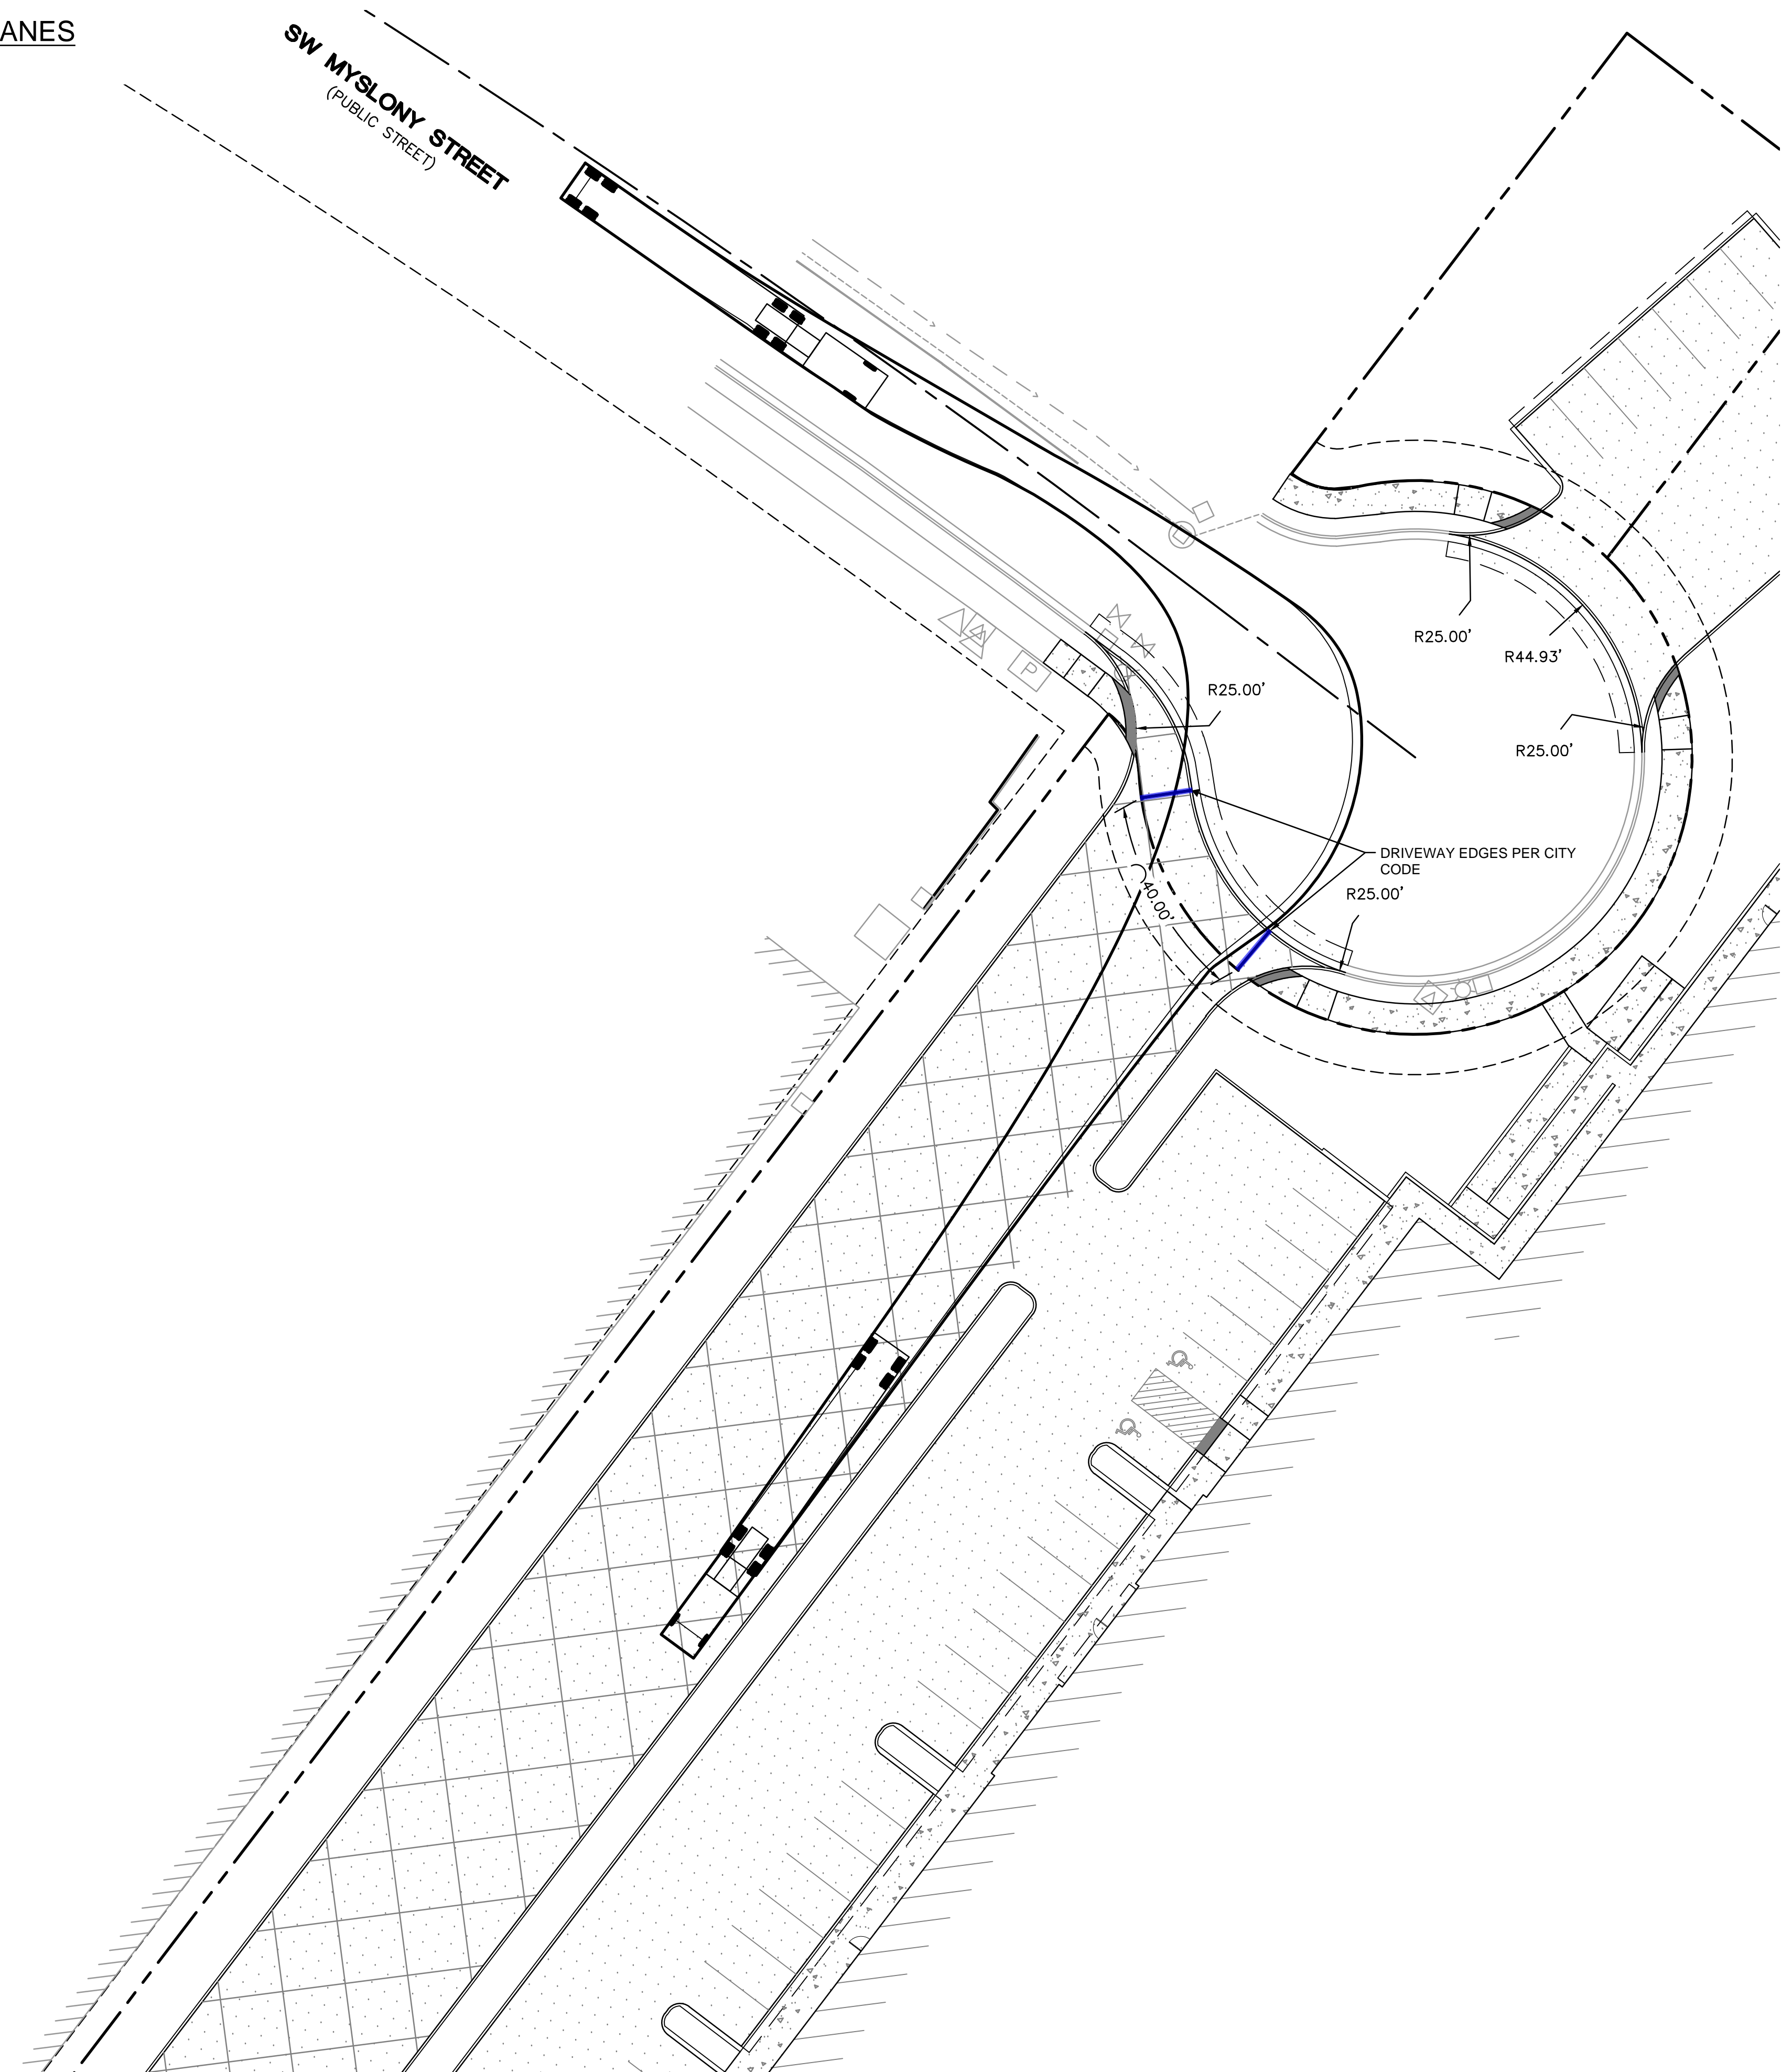 ANES
SW MYSLONY STREET
(PUBLIC STREET)
R25.00'
R44.93'
R25.00'
R25.00'
P
DRIVEWAY EDGES PER CITY
CODE
40.00'
R25.00'